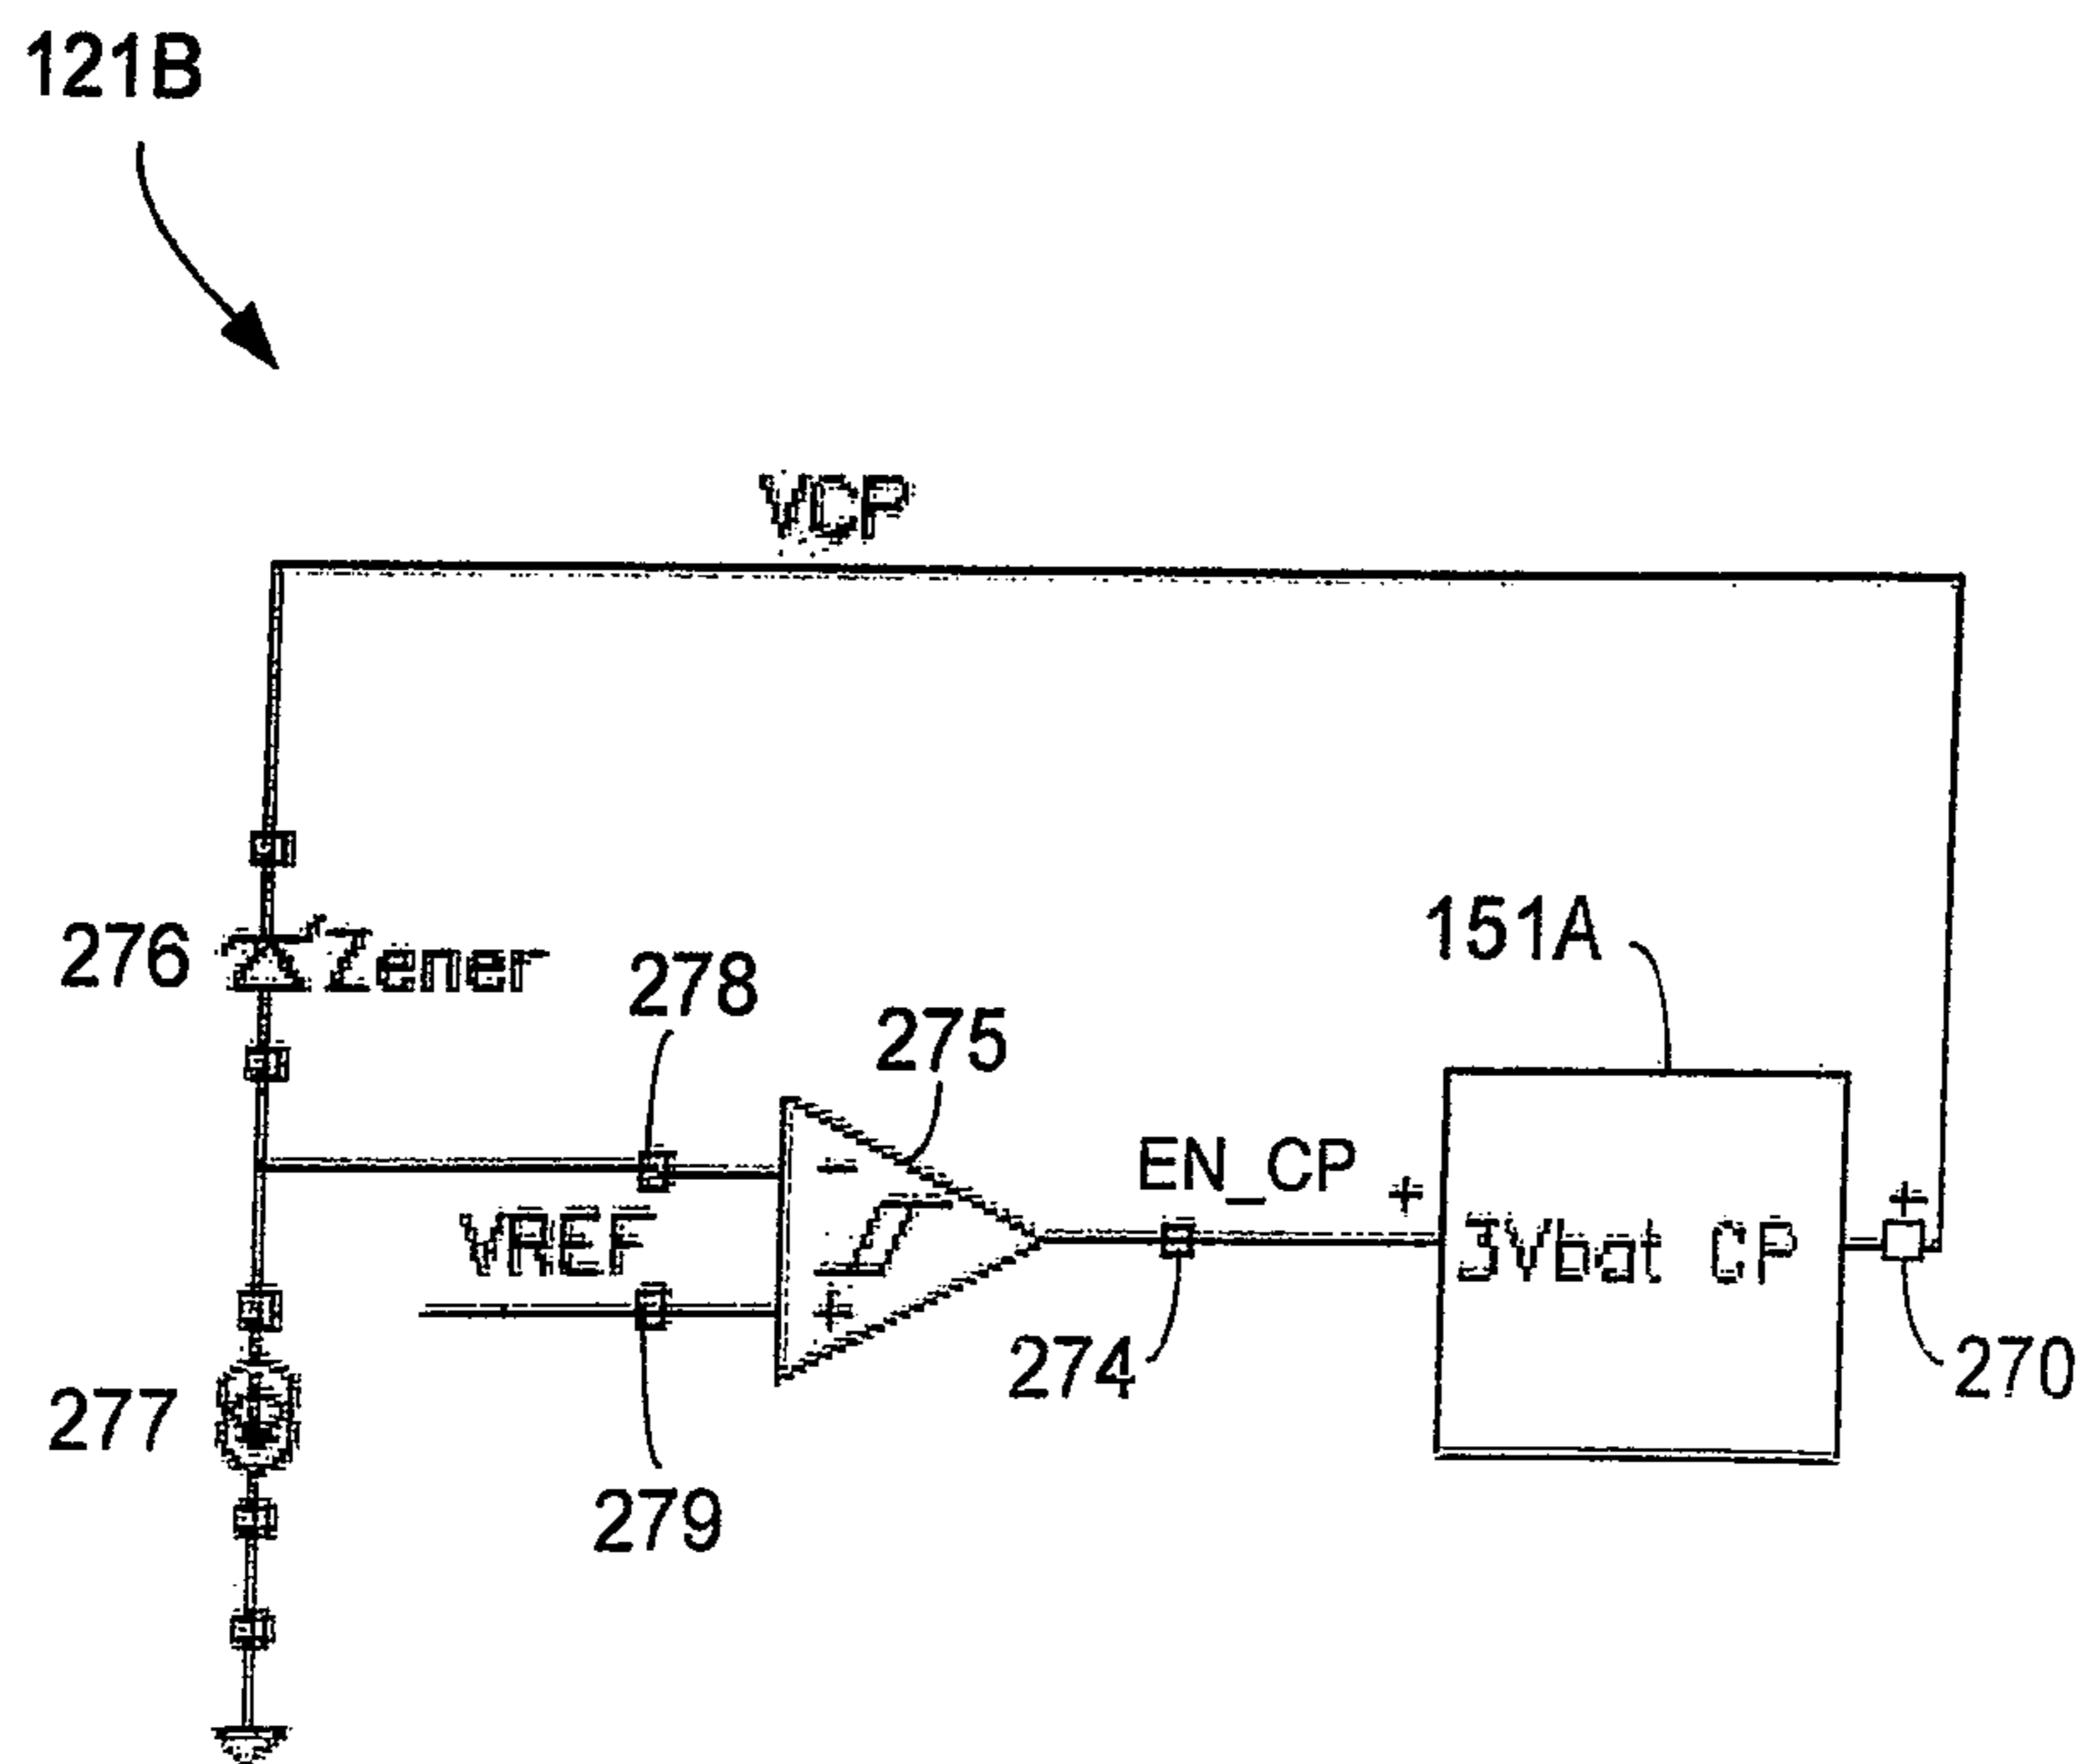 121B
VCP
276
Zener
278
275
151A
EN_CP
+
+
VREF
-
+
3Vbat CP
274
270
277
279